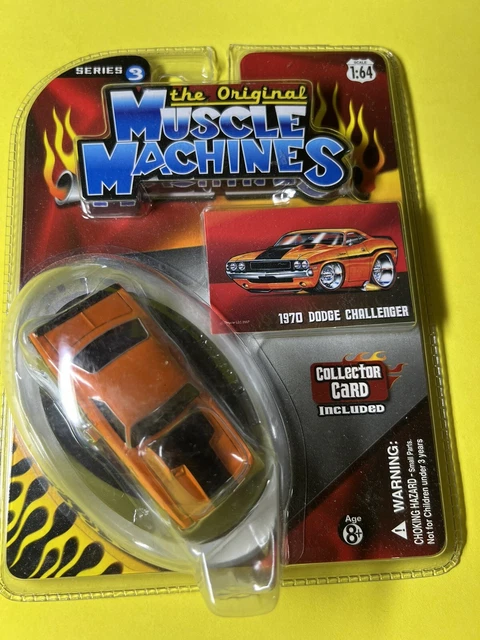 SERIES 3
SCALE
1:64
the Original
MUSCLE
MACHINES
1970 DODGE CHALLENGER
COLLECTOR
CARD
INCLUDED
WARNING:
CHOKING HAZARD - Small Parts.
Not for Children under 3 years
Age
8+